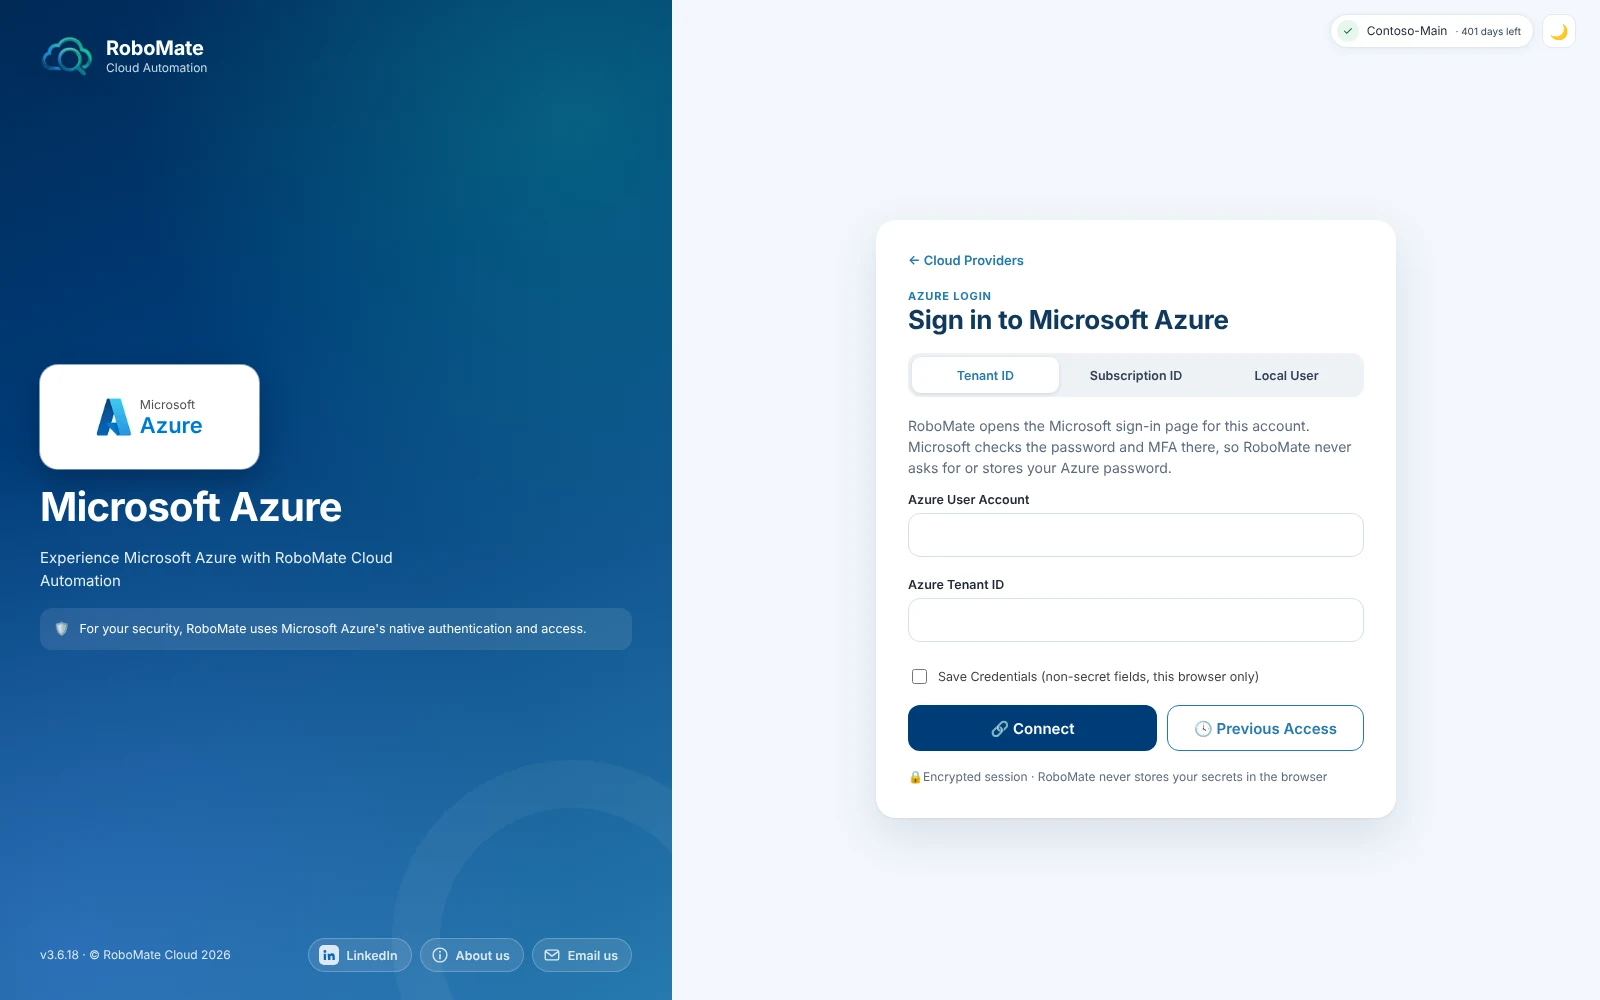 RoboMate
Cloud Automation
Microsoft
Azure
Microsoft Azure
Experience Microsoft Azure with RoboMate Cloud
Automation
For your security, RoboMate uses Microsoft Azure's native authentication and access.
v3.6.18 · © RoboMate Cloud 2026
in LinkedIn
About us
Email us
Contoso-Main · 401 days left
← Cloud Providers
AZURE LOGIN
Sign in to Microsoft Azure
Tenant ID
Subscription ID
Local User
RoboMate opens the Microsoft sign-in page for this account.
Microsoft checks the password and MFA there, so RoboMate never
asks for or stores your Azure password.
Azure User Account
Azure Tenant ID
Save Credentials (non-secret fields, this browser only)
🔗 Connect
🕓 Previous Access
🔒Encrypted session · RoboMate never stores your secrets in the browser